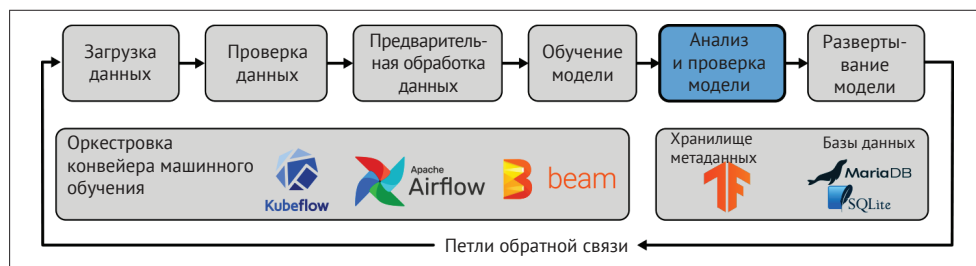 Загрузка
данных
Проверка
данных
Предваритель-
ная обработка
данных
Обучение
модели
Анализ
и проверка
модели
Разверты-
вание
модели
Оркестровка
конвейера машинного
обучения
Kubeflow
Apache
Airflow
beam
Хранилище
метаданных
Базы данных
MariaDB
SQLite
Петли обратной связи